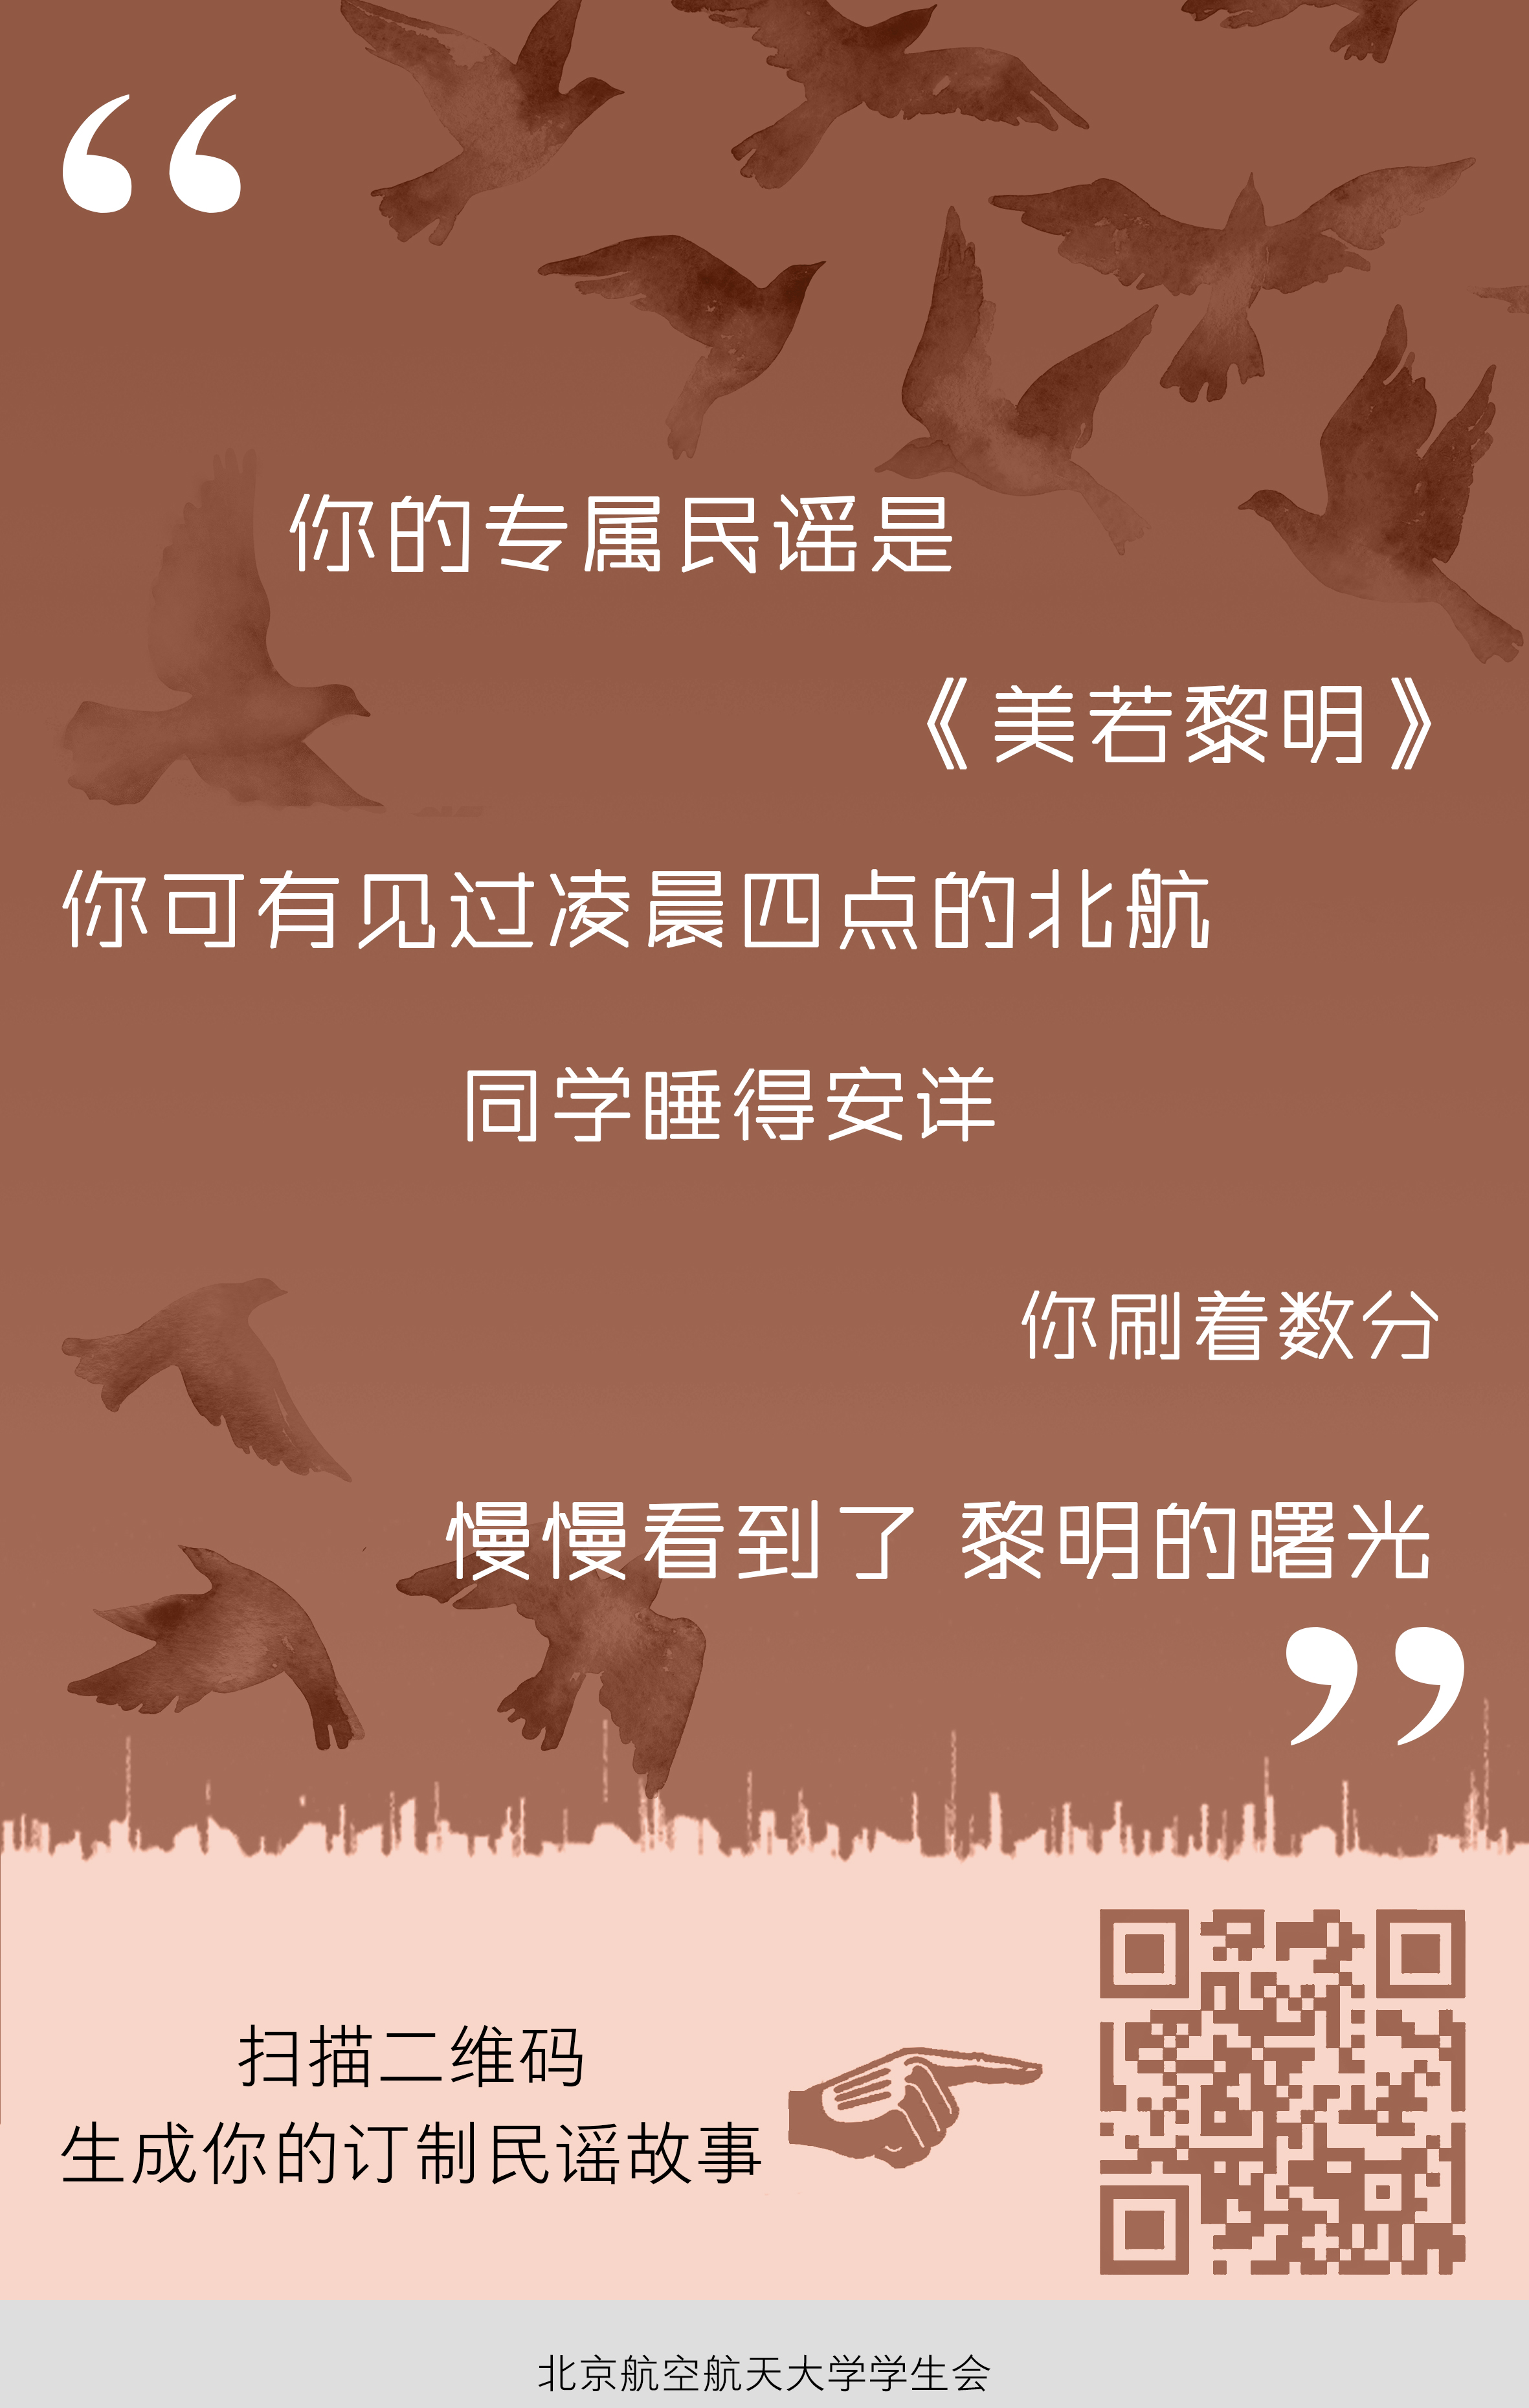 “
你的专属民谣是
《美若黎明》
你可有见过凌晨四点的北航
同学睡得安详
你刷着数分
慢慢看到了 黎明的曙光
”
扫描二维码
生成你的订制民谣故事
北京航空航天大学学生会